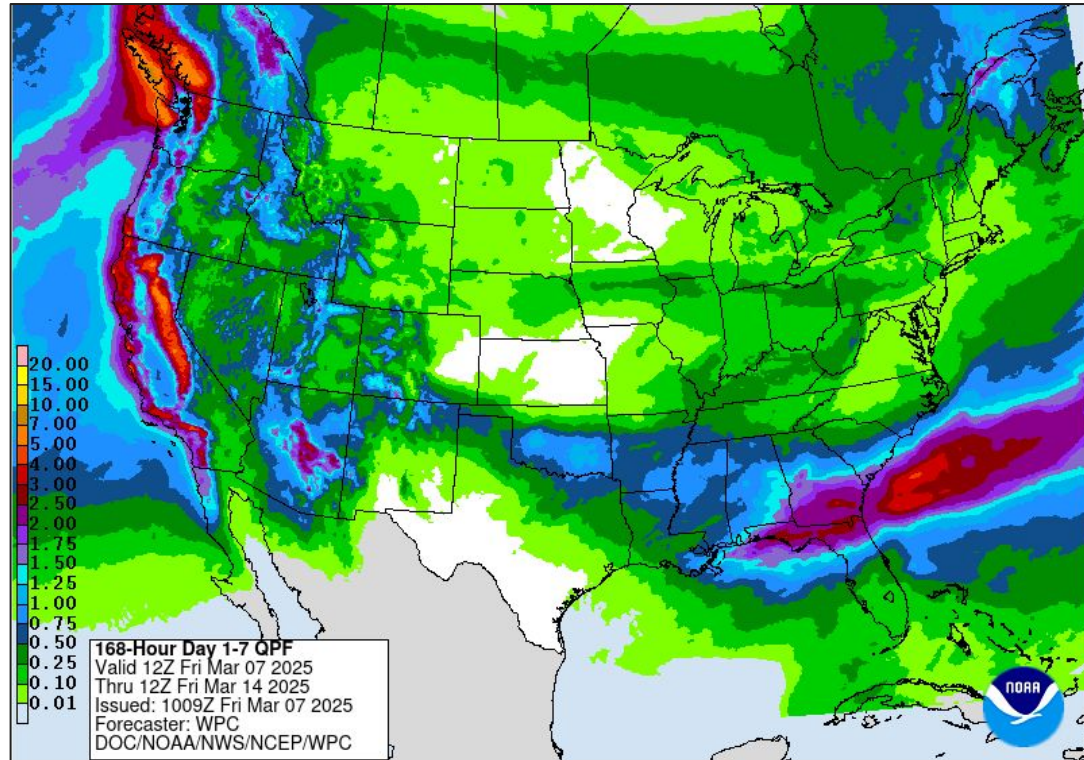 20.00
15.00
10.00
7.00
5.00
4.00
3.00
2.50
2.00
1.75
1.50
1.25
1.00
0.75
0.50
0.25
0.10
0.01
168-Hour Day 1-7 QPF
Valid 12Z Fri Mar 07 2025
Thru 12Z Fri Mar 14 2025
Issued: 1009Z Fri Mar 07 2025
Forecaster: WPC
DOC/NOAA/NWS/NCEP/WPC
NOAA